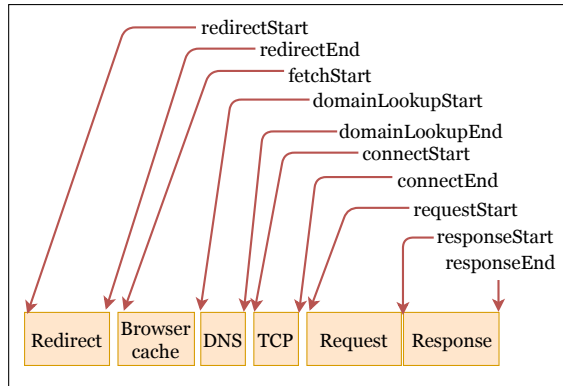 redirectStart
redirectEnd
fetchStart
domainLookupStart
domainLookupEnd
connectStart
connectEnd
requestStart
responseStart
responseEnd
Redirect
Browser
cache
DNS
TCP
Request
Response